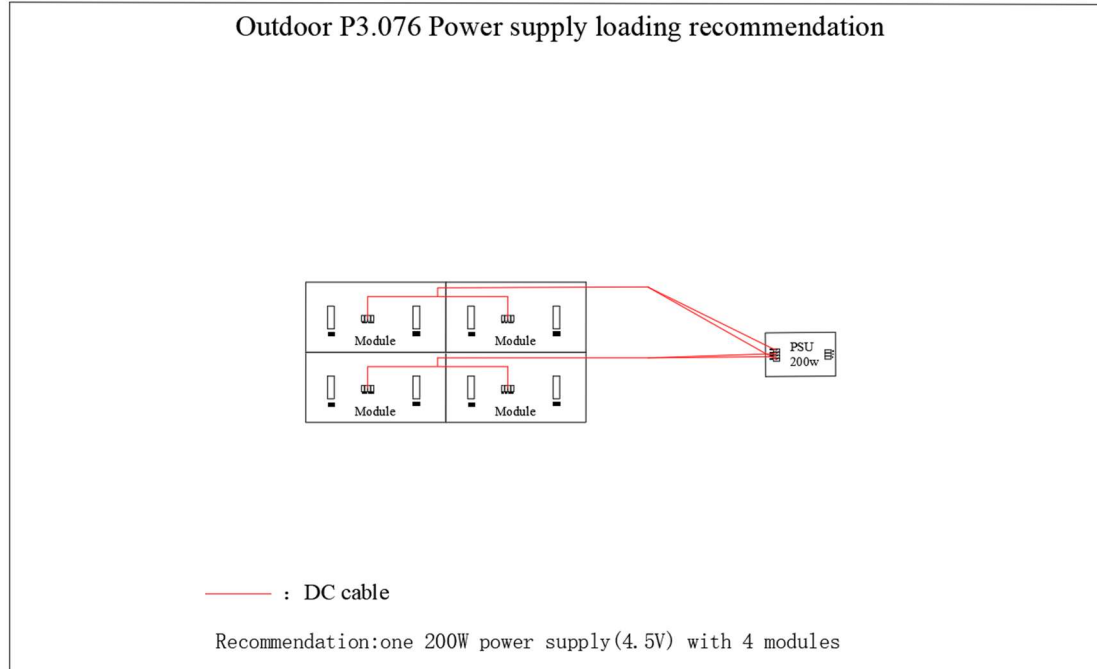 Outdoor P3.076 Power supply loading recommendation
Module
Module
PSU
200w
Module
Module
: DC cable
Recommendation:one 200W power supply(4.5V) with 4 modules